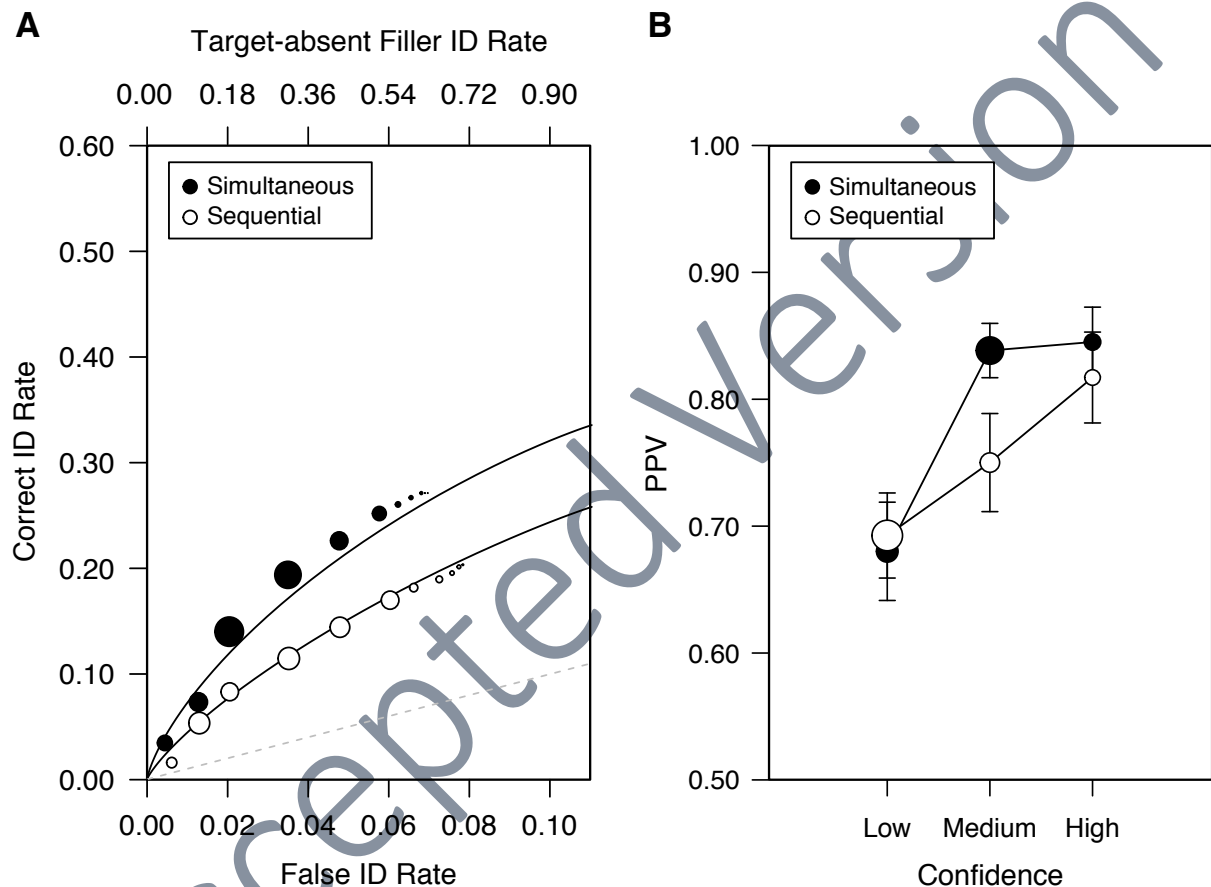 A
Target-absent Filler ID Rate
0.00 0.18 0.36 0.54 0.72 0.90
0.60
0.50
0.40
0.30
0.20
0.10
0.00
Correct ID Rate
Simultaneous
Sequential
0.00 0.02 0.04 0.06 0.08 0.10
False ID Rate
B
1.00
0.90
0.80
0.70
0.60
0.50
PPV
Simultaneous
Sequential
Low Medium High
Confidence
cepted Version